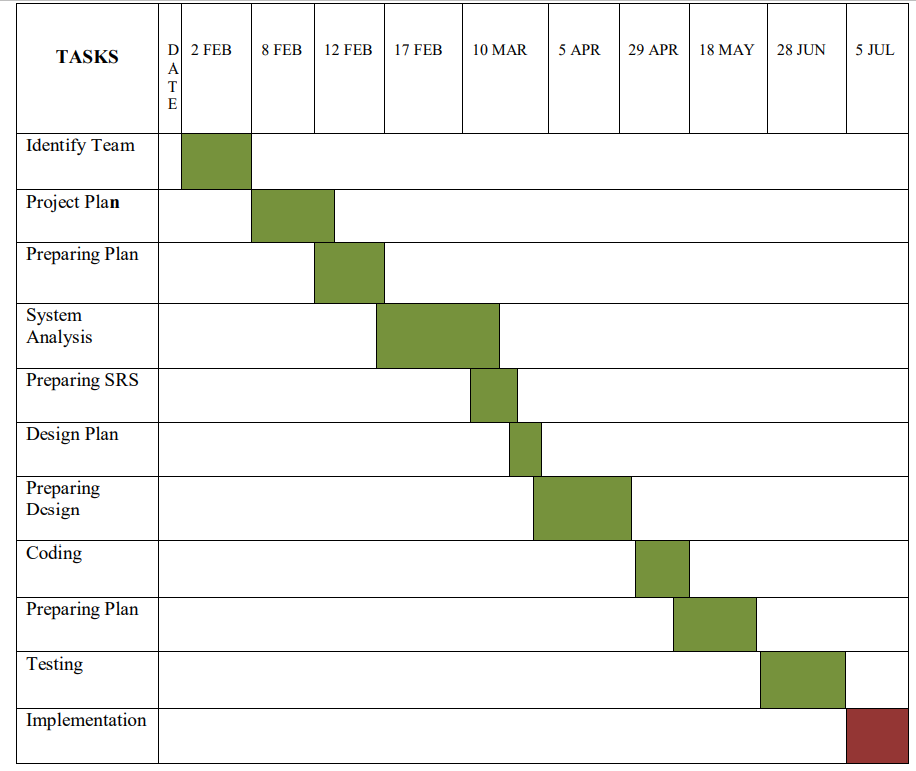 TASKS
D
A
T
E
2 FEB
8 FEB
12 FEB
17 FEB
10 MAR
5 APR
29 APR
18 MAY
28 JUN
5 JUL
Identify Team
Project Plan
Preparing Plan
System
Analysis
Preparing SRS
Design Plan
Preparing
Design
Coding
Preparing Plan
Testing
Implementation